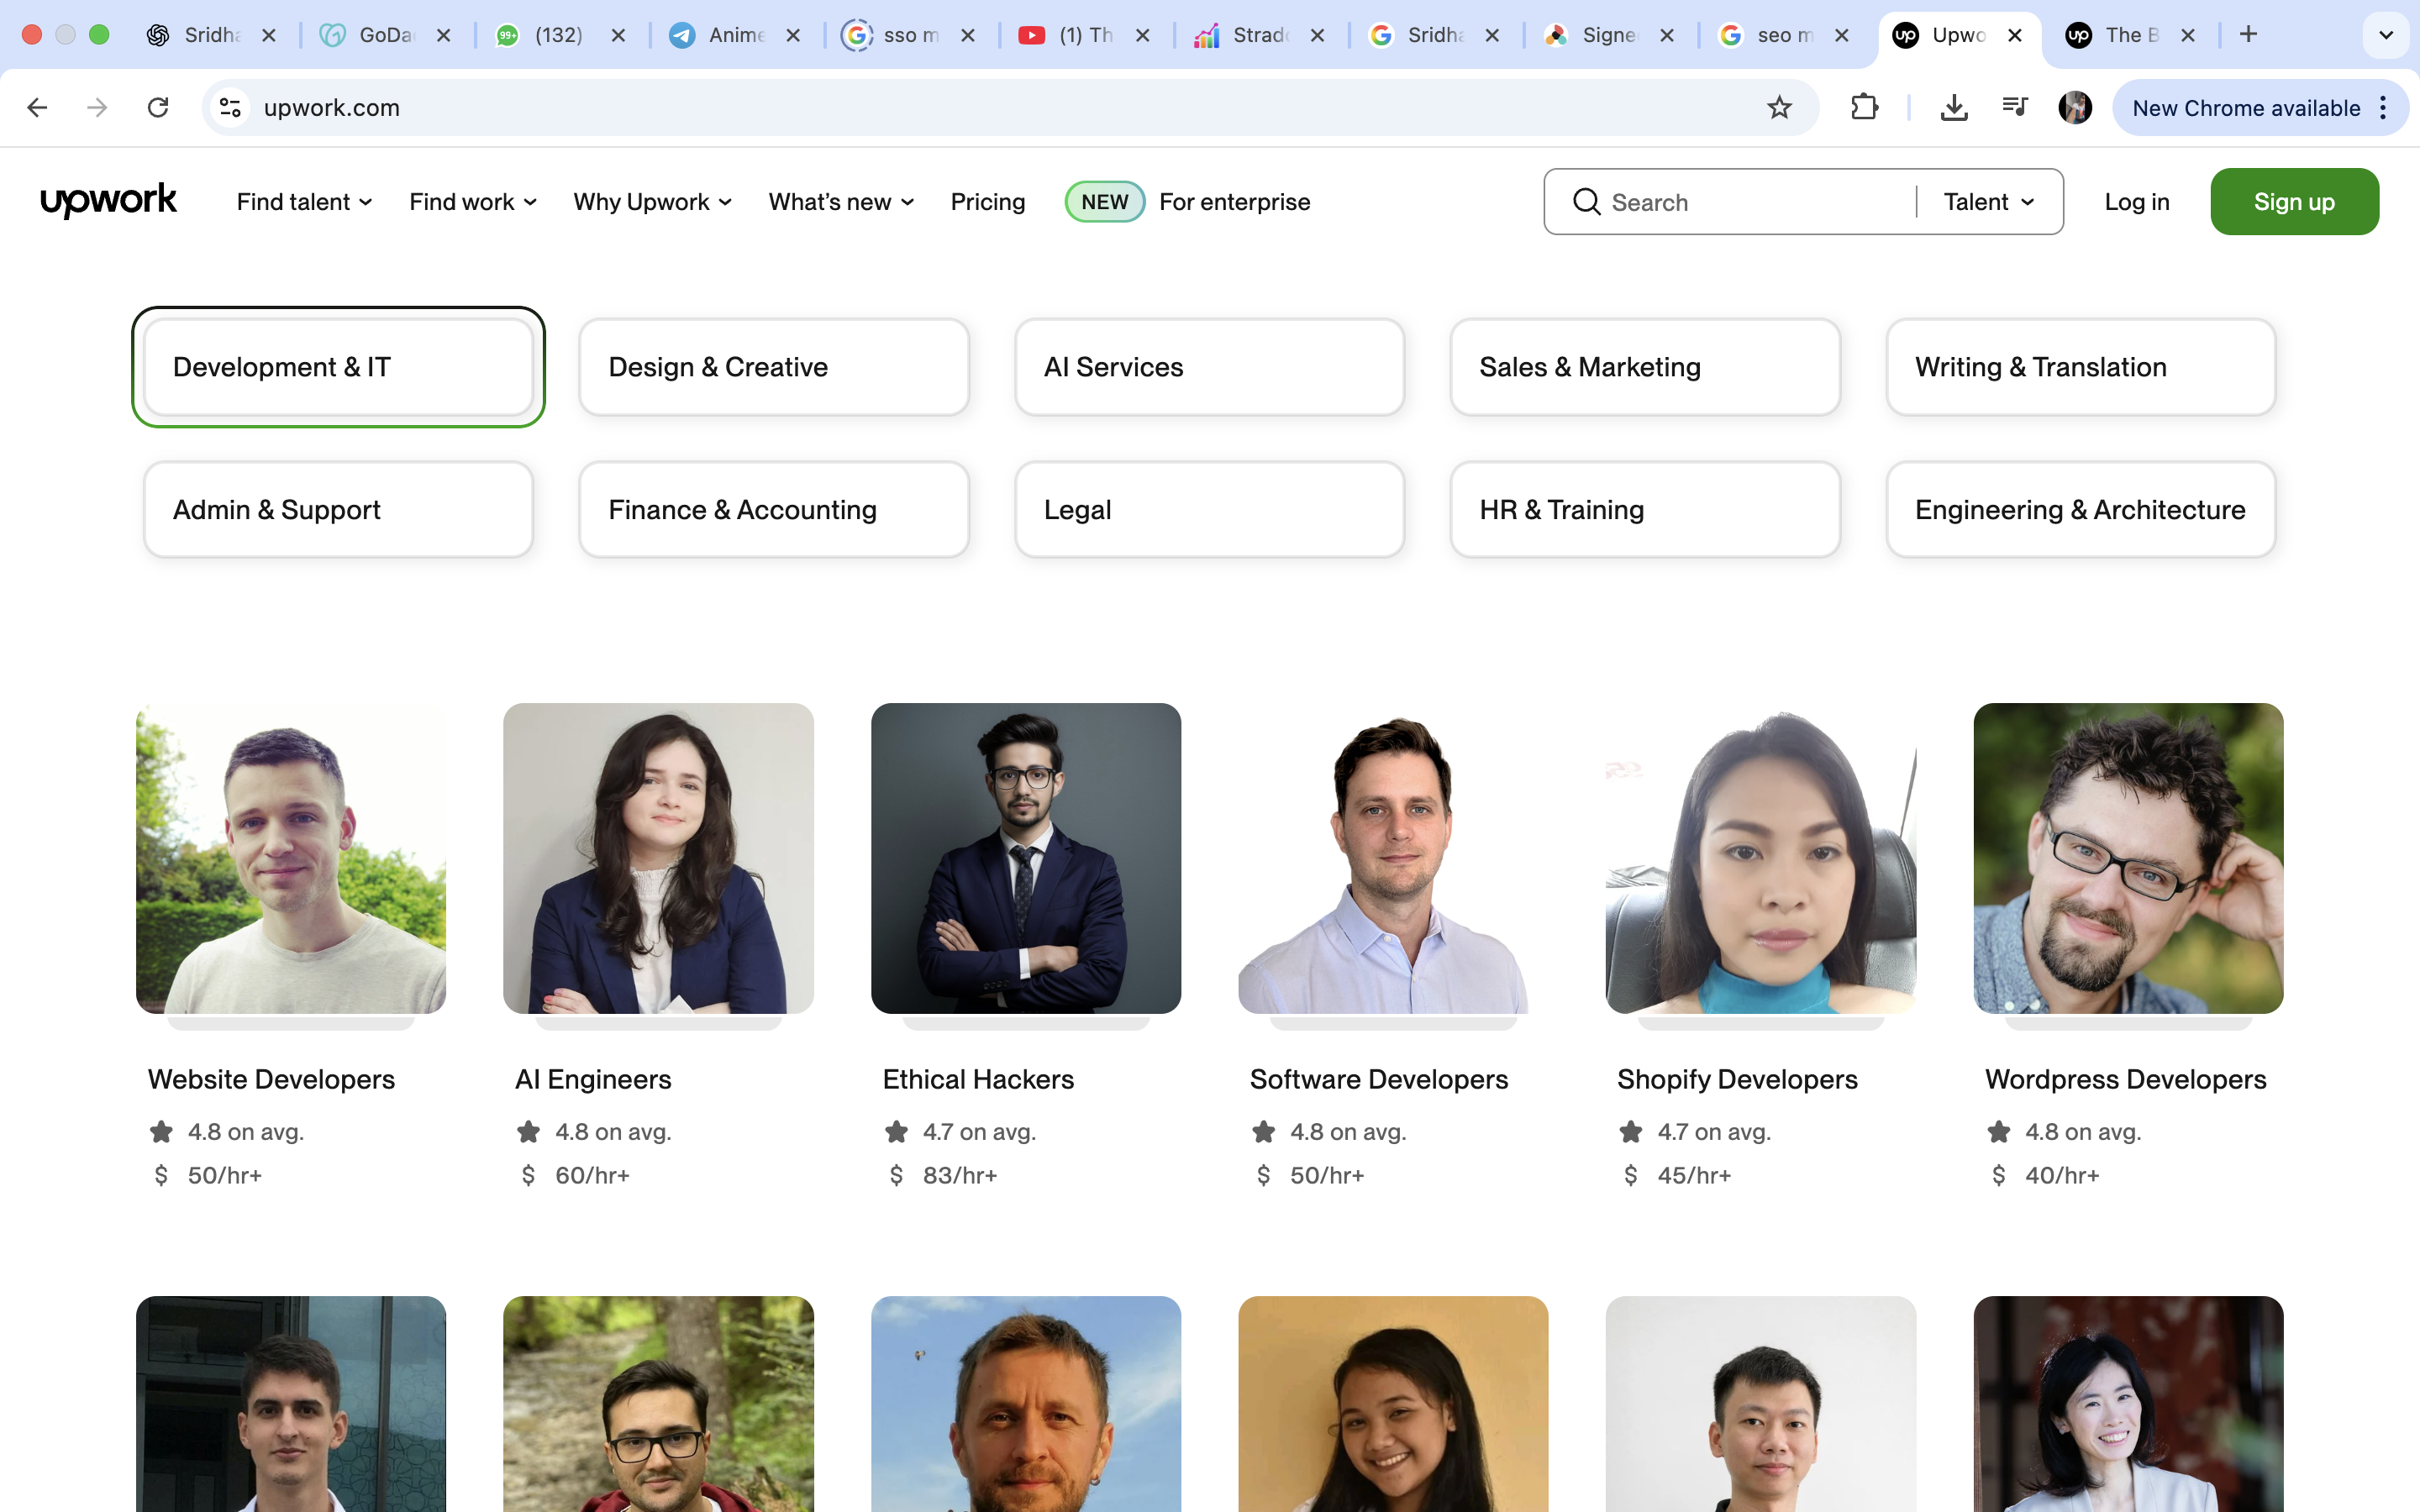 Sridha GoDa (132) Anime sso m (1) Th Strado Sridha Signe seo m Upwo The B
99+
upwork.com New Chrome available
upwork Find talent Find work Why Upwork What's new Pricing NEW For enterprise Search Talent Log in Sign up
Development & IT Design & Creative AI Services Sales & Marketing Writing & Translation
Admin & Support Finance & Accounting Legal HR & Training Engineering & Architecture
Website Developers AI Engineers Ethical Hackers Software Developers Shopify Developers Wordpress Developers
4.8 on avg. 4.8 on avg. 4.7 on avg. 4.8 on avg. 4.7 on avg. 4.8 on avg.
$ 50/hr+ $ 60/hr+ $ 83/hr+ $ 50/hr+ $ 45/hr+ $ 40/hr+